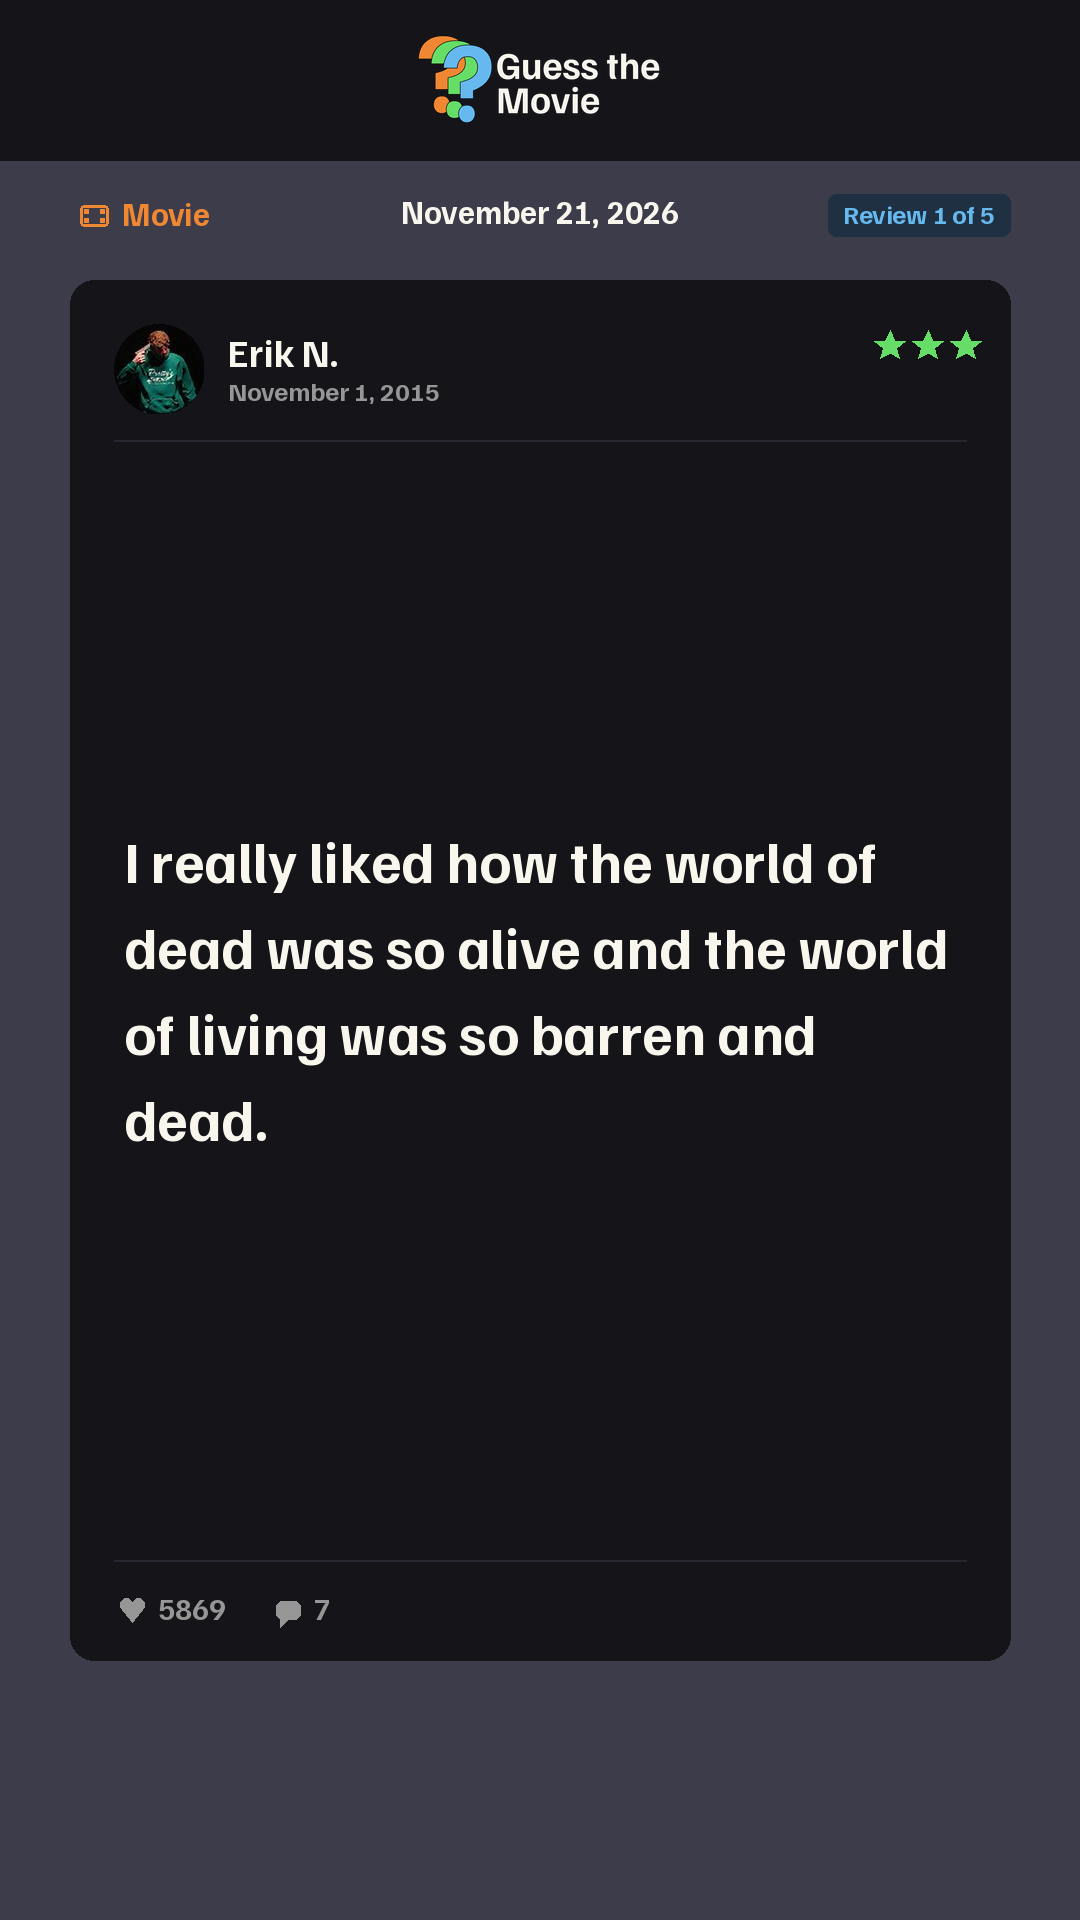 Guess the
Movie
Movie
November 21, 2026
Review 1 of 5
Erik N.
November 1, 2015
I really liked how the world of
dead was so alive and the world
of living was so barren and
dead.
5869
7